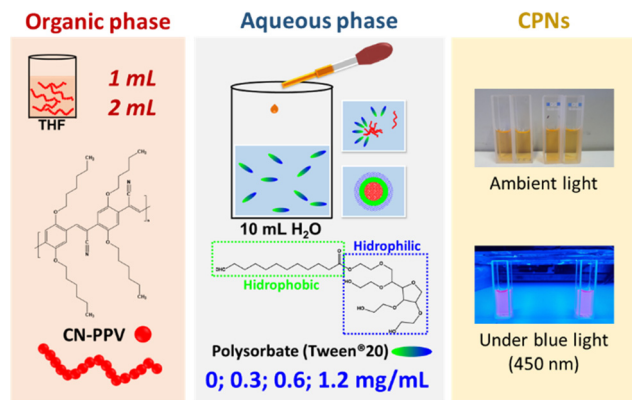 Organic phase
1 mL
2 mL
THF
CN-PPV
Aqueous phase
10 mL H₂O
Hidrophilic
Hidrophobic
Polysorbate (Tween®20)
0; 0.3; 0.6; 1.2 mg/mL
CPNs
Ambient light
Under blue light
(450 nm)